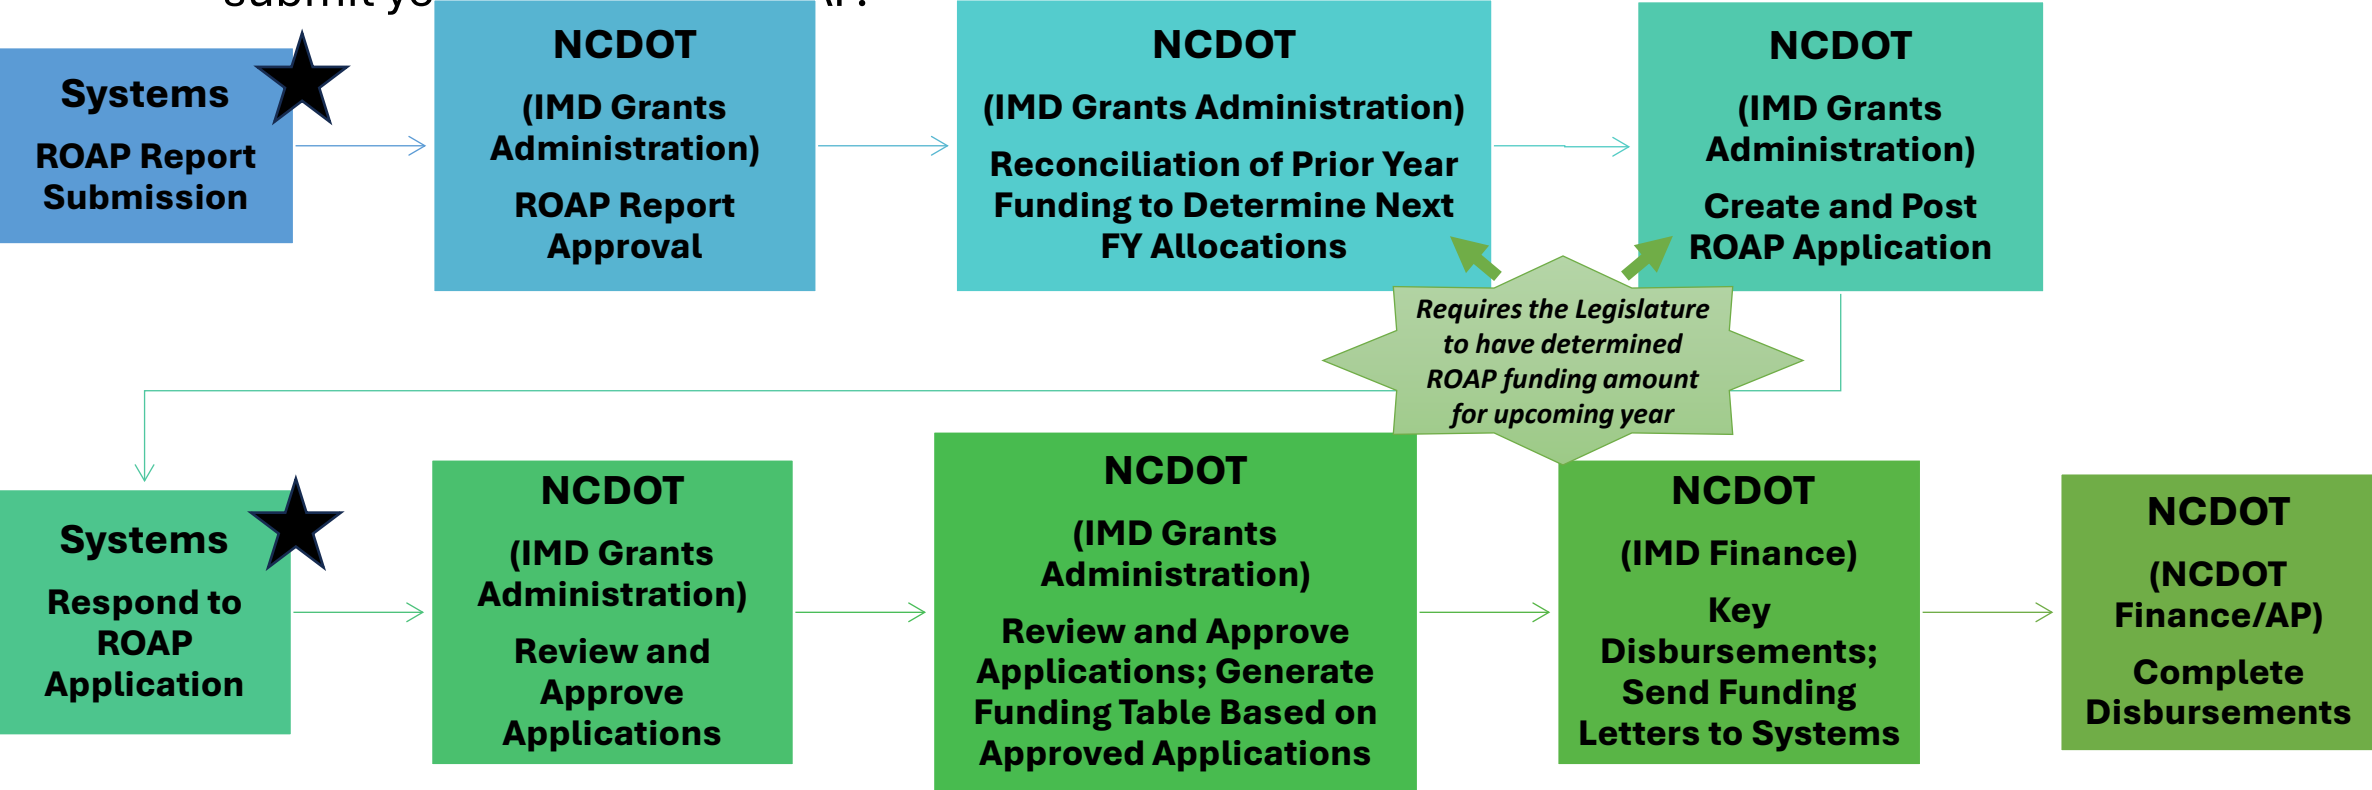 submit yo
NCDOT
(IMD Grants
Administration)
ROAP Report
Approval
NCDOT
(IMD Grants Administration)
Reconciliation of Prior Year
Funding to Determine Next
FY Allocations
NCDOT
(IMD Grants
Administration)
Create and Post
ROAP Application
Systems
ROAP Report
Submission
Requires the Legislature
to have determined
ROAP funding amount
for upcoming year
Systems
Respond to
ROAP
Application
NCDOT
(IMD Grants
Administration)
Review and
Approve
Applications
NCDOT
(IMD Grants
Administration)
Review and Approve
Applications; Generate
Funding Table Based on
Approved Applications
NCDOT
(IMD Finance)
Key
Disbursements;
Send Funding
Letters to Systems
NCDOT
(NCDOT
Finance/AP)
Complete
Disbursements